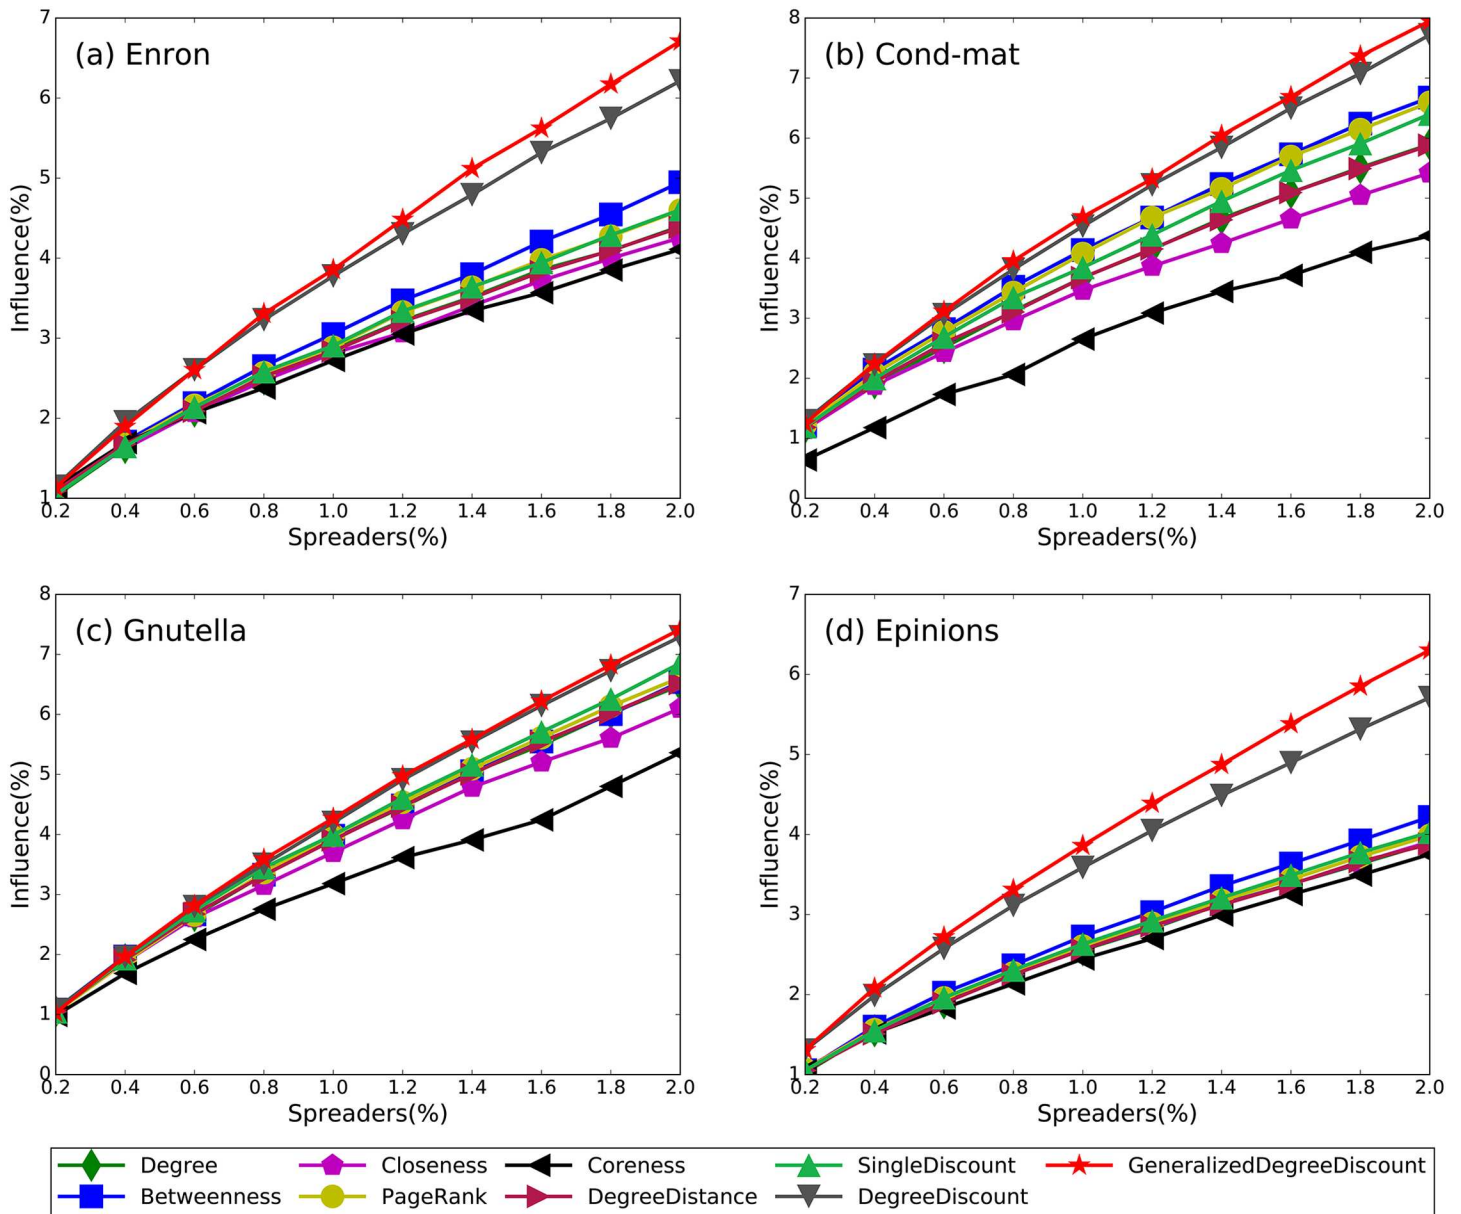 (a) Enron
7
6
5
4
3
2
1
Influence(%)
0.2 0.4 0.6 0.8 1.0 1.2 1.4 1.6 1.8 2.0
Spreaders(%)
(b) Cond-mat
8
7
6
5
4
3
2
1
0
Influence(%)
0.2 0.4 0.6 0.8 1.0 1.2 1.4 1.6 1.8 2.0
Spreaders(%)
(c) Gnutella
8
7
6
5
4
3
2
1
0
Influence(%)
0.2 0.4 0.6 0.8 1.0 1.2 1.4 1.6 1.8 2.0
Spreaders(%)
(d) Epinions
7
6
5
4
3
2
1
Influence(%)
0.2 0.4 0.6 0.8 1.0 1.2 1.4 1.6 1.8 2.0
Spreaders(%)
Degree Closeness Coreness SingleDiscount GeneralizedDegreeDiscount
Betweenness PageRank DegreeDistance DegreeDiscount